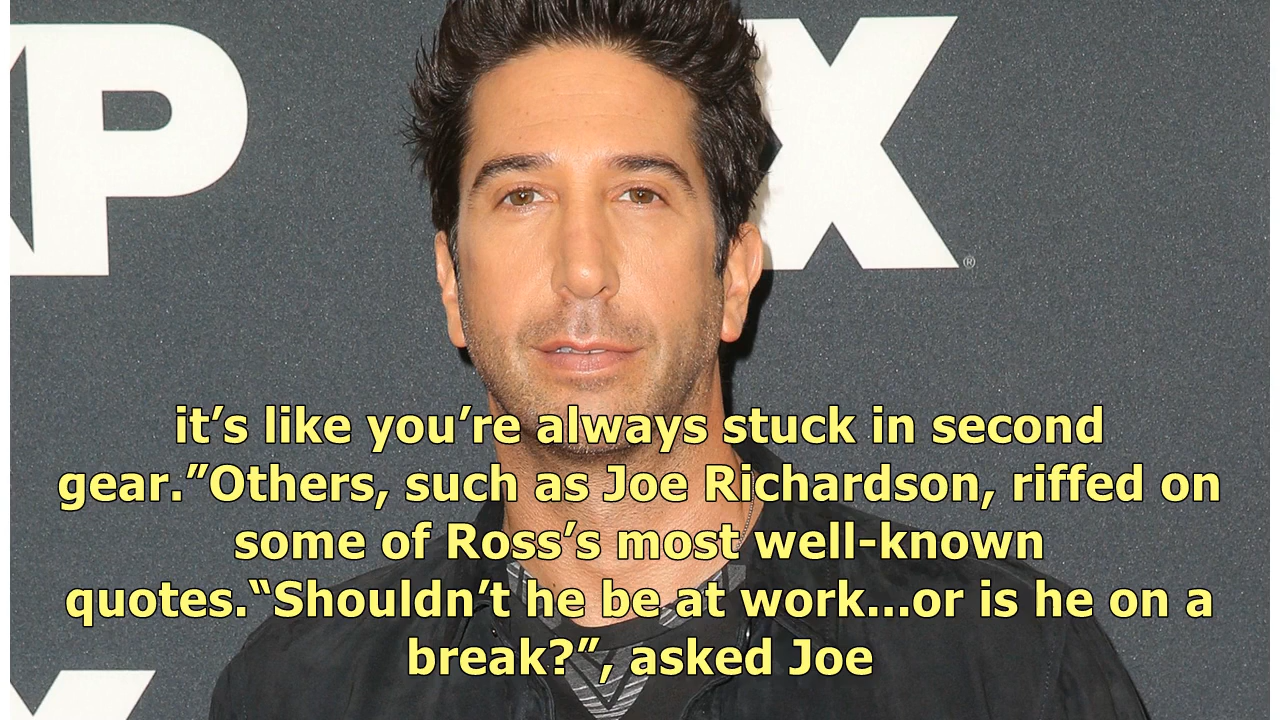 P X
®
it’s like you’re always stuck in second
gear.”Others, such as Joe Richardson, riffed on
some of Ross’s most well-known
quotes.“Shouldn’t he be at work...or is he on a
break?”, asked Joe